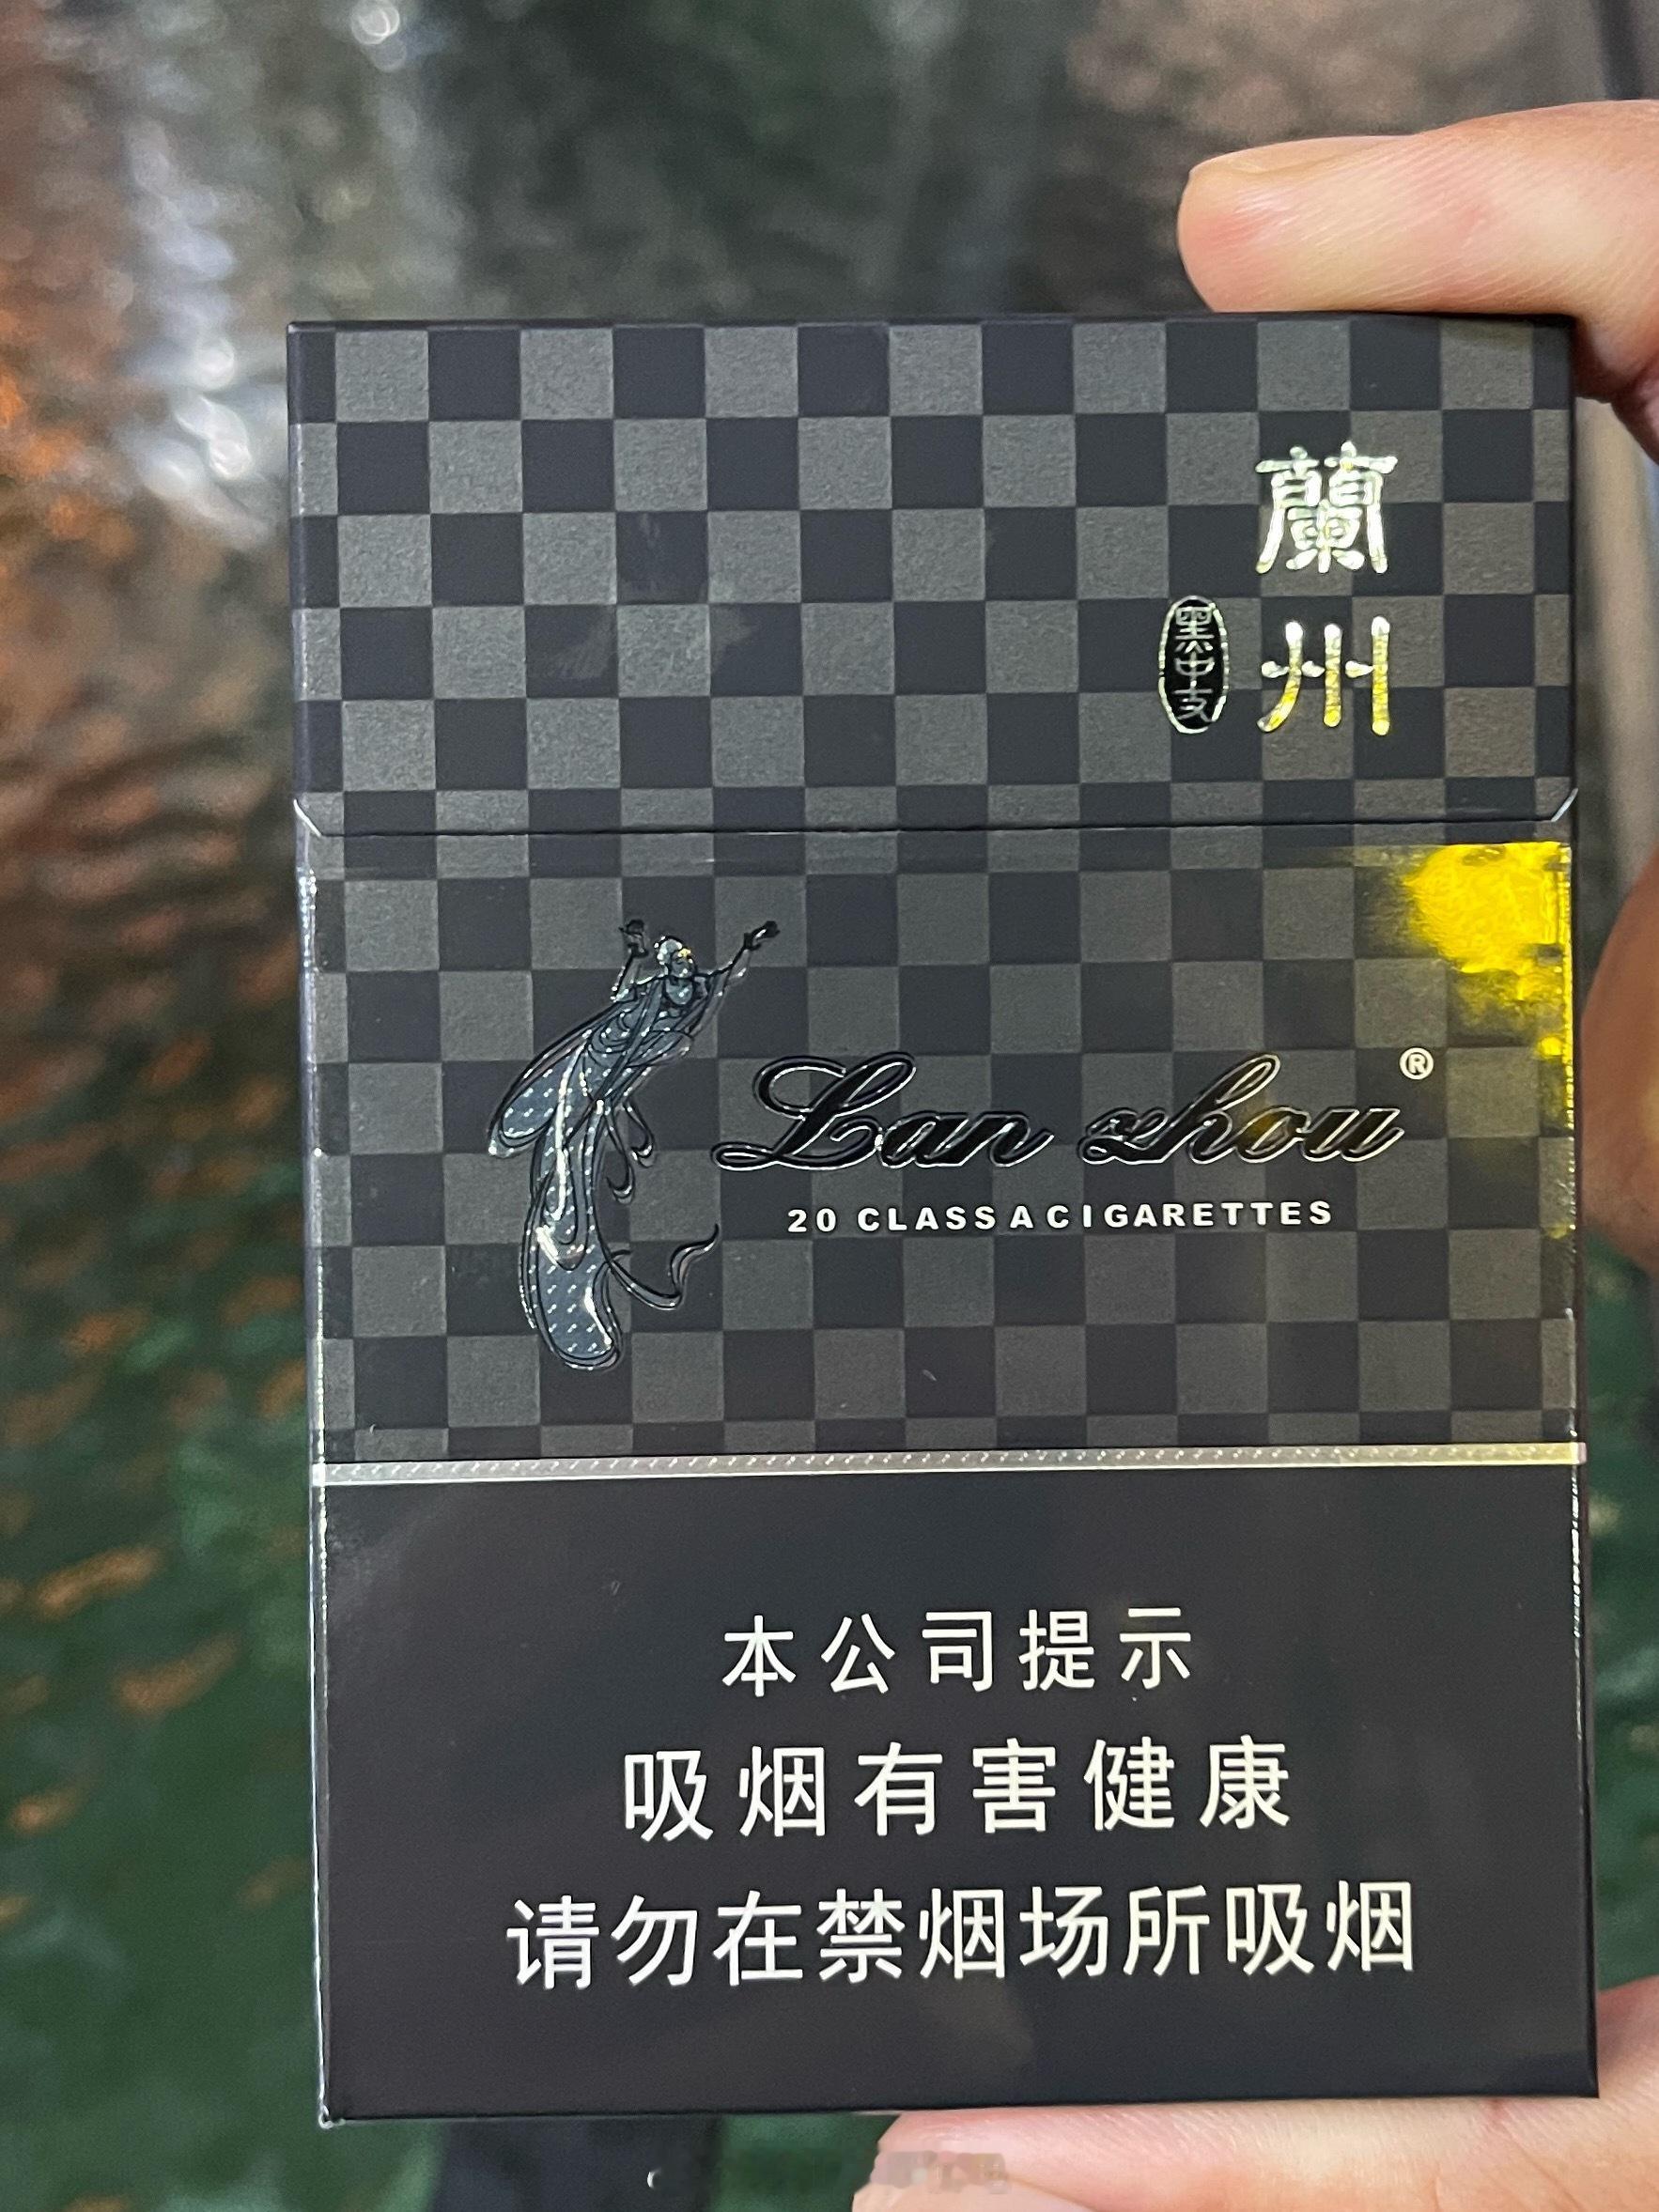 蘭州
黑中支
Lan zhou®
20 CLASS A CIGARETTES
本公司提示
吸烟有害健康
请勿在禁烟场所吸烟